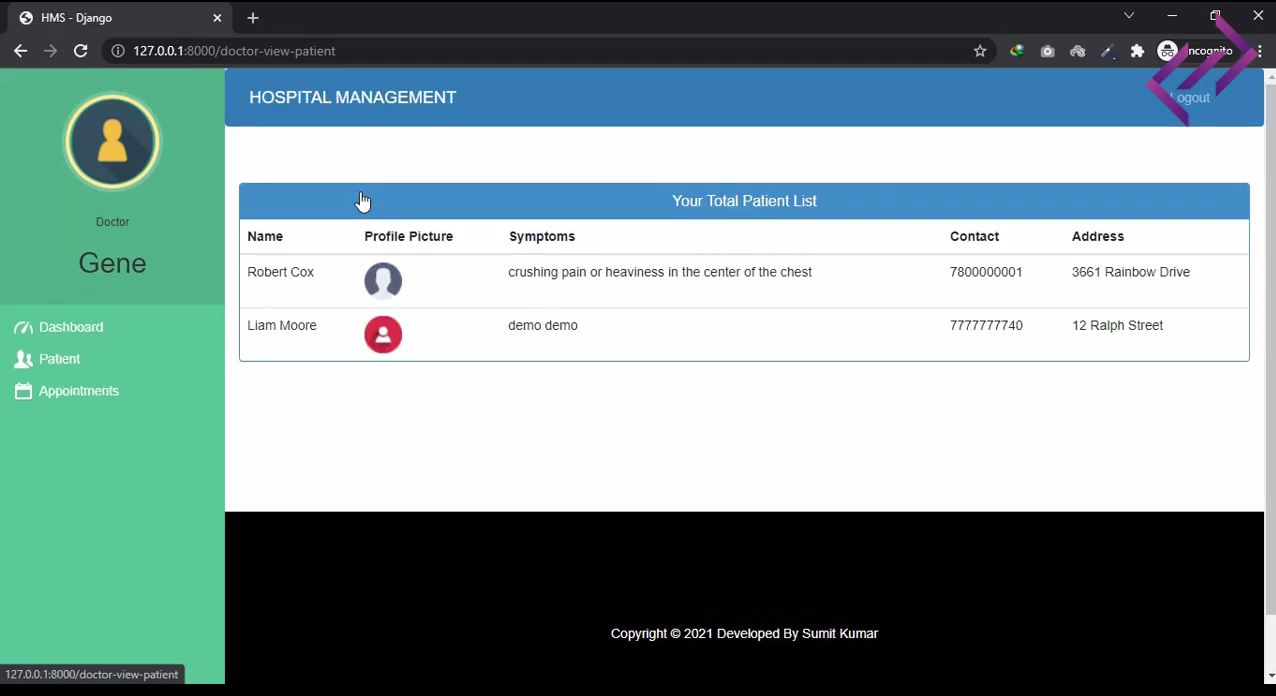 HMS - Django
127.0.0.1:8000/doctor-view-patient
Incognito
HOSPITAL MANAGEMENT
Logout
Doctor
Gene
Dashboard
Patient
Appointments
Your Total Patient List
Name Profile Picture Symptoms Contact Address
Robert Cox crushing pain or heaviness in the center of the chest 7800000001 3661 Rainbow Drive
Liam Moore demo demo 7777777740 12 Ralph Street
Copyright © 2021 Developed By Sumit Kumar
127.0.0.1:8000/doctor-view-patient